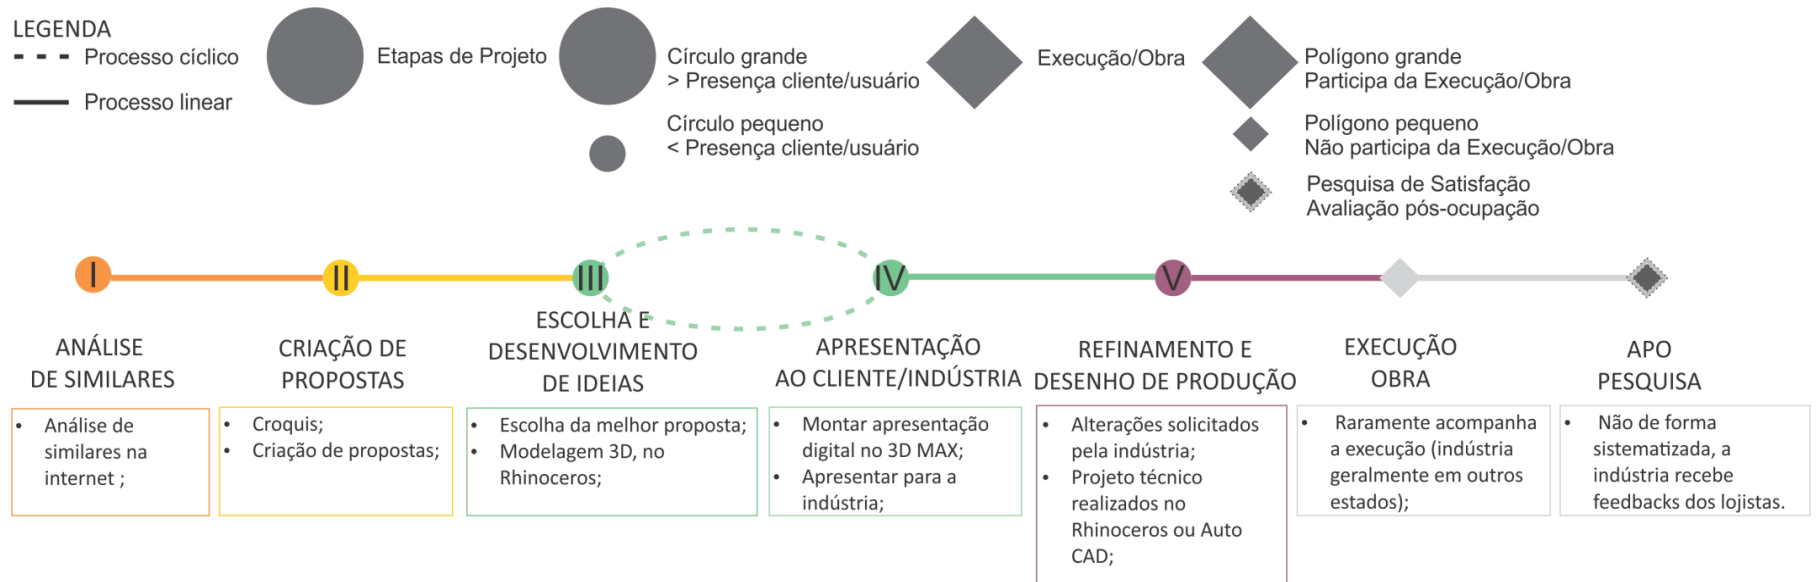 LEGENDA
Processo cíclico
Processo linear
Etapas de Projeto
Círculo grande
> Presença cliente/usuário
Círculo pequeno
< Presença cliente/usuário
Execução/Obra
Polígono grande
Participa da Execução/Obra
Polígono pequeno
Não participa da Execução/Obra
Pesquisa de Satisfação
Avaliação pós-ocupação
I
II
III
IV
V
ANÁLISE
DE SIMILARES
• Análise de
similares na
internet ;
CRIAÇÃO DE
PROPOSTAS
• Croquis;
• Criação de propostas;
ESCOLHA E
DESENVOLVIMENTO
DE IDEIAS
• Escolha da melhor proposta;
• Modelagem 3D, no
Rhinoceros;
APRESENTAÇÃO
AO CLIENTE/INDÚSTRIA
• Montar apresentação
digital no 3D MAX;
• Apresentar para a
indústria;
REFINAMENTO E
DESENHO DE PRODUÇÃO
• Alterações solicitados
pela indústria;
• Projeto técnico
realizados no
Rhinoceros ou Auto
CAD;
EXECUÇÃO
OBRA
• Raramente acompanha
a execução (indústria
geralmente em outros
estados);
APO
PESQUISA
• Não de forma
sistematizada, a
indústria recebe
feedbacks dos lojistas.